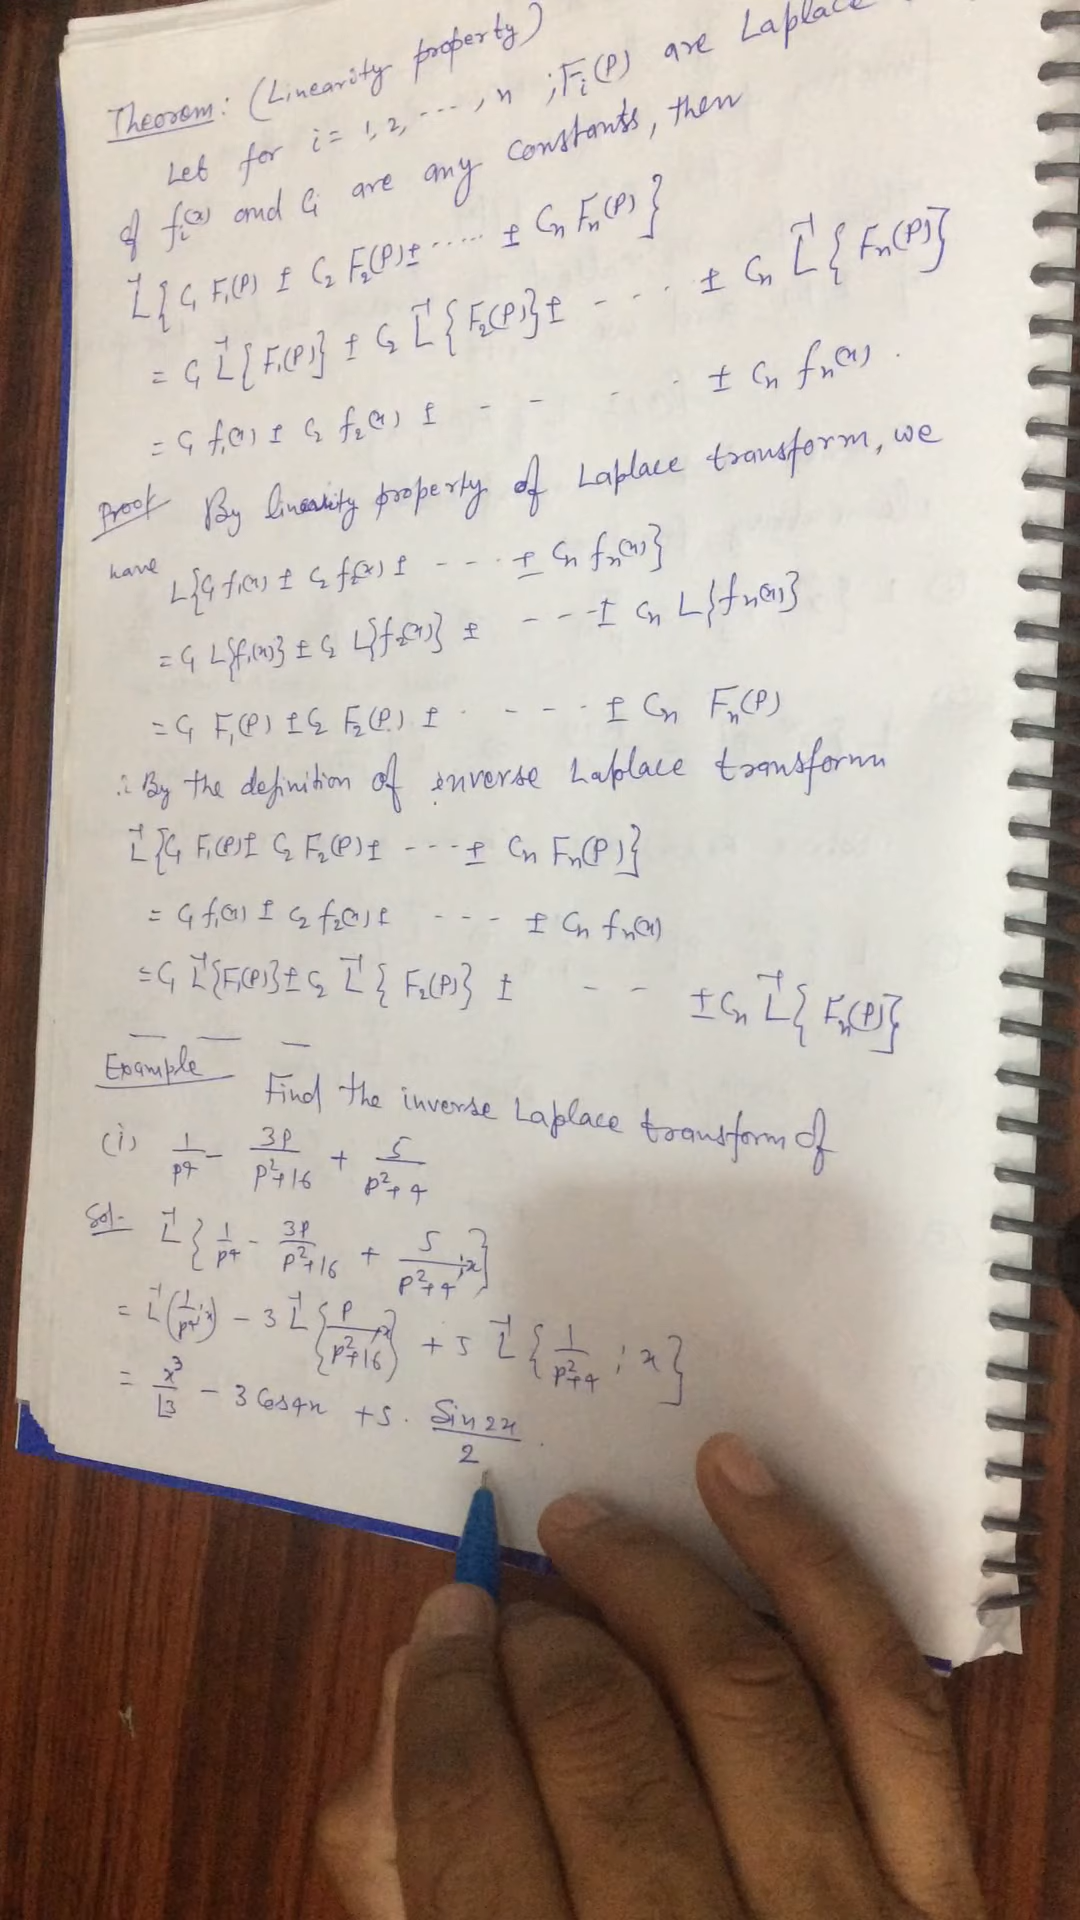 Theorem: (Linearity property)
Let for i = 1, 2, ---, n ; Fi(P) are Laplace
of fi(x) and Ci are any constants, then
L⁻¹{C1 F1(P) ± C2 F2(P) ± ..... ± Cn Fn(P)}
= C1 L⁻¹{F1(P)} ± C2 L⁻¹{F2(P)} ± - - - - ± Cn L⁻¹{Fn(P)}
= C1 f1(x) ± C2 f2(x) ± - - - - ± Cn fn(x).
Proof By linearity property of Laplace transform, we
have L{C1 f1(x) ± C2 f2(x) ± - - - - ± Cn fn(x)}
= C1 L{f1(x)} ± C2 L{f2(x)} ± - - - ± Cn L{fn(x)}
= C1 F1(P) ± C2 F2(P) ± - - - - ± Cn Fn(P)
∴ By the definition of inverse Laplace transform
L⁻¹{C1 F1(P) ± C2 F2(P) ± - - - ± Cn Fn(P)}
= C1 f1(x) ± C2 f2(x) ± - - - - ± Cn fn(x)
= C1 L⁻¹{F1(P)} ± C2 L⁻¹{F2(P)} ± - - ± Cn L⁻¹{Fn(P)}
Example Find the inverse Laplace transform of
(i) 1/p⁴ - 3p/(p²+16) + 5/(p²+4)
Sol- L⁻¹{1/p⁴ - 3p/(p²+16) + 5/(p²+4) ; x}
= L⁻¹(1/p⁴ ; x) - 3 L⁻¹{p/(p²+16) ; x} + 5 L⁻¹{1/(p²+4) ; x}
= x³/⌊3 - 3 Cos4x + 5 . Sin2x/2.